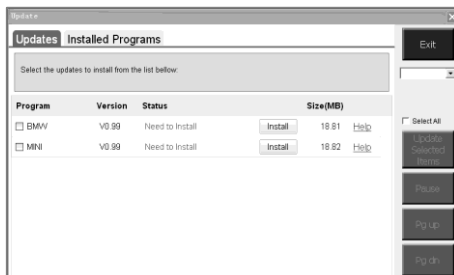 Update
Updates Installed Programs
Exit
Select the updates to install from the list bellow:
Program Version Status Size(MB)
Select All
BMW V0.99 Need to Install Install 18.81 Help
MINI V0.99 Need to Install Install 18.82 Help
Update
Selected
Items
Pause
Pg up
Pg dn